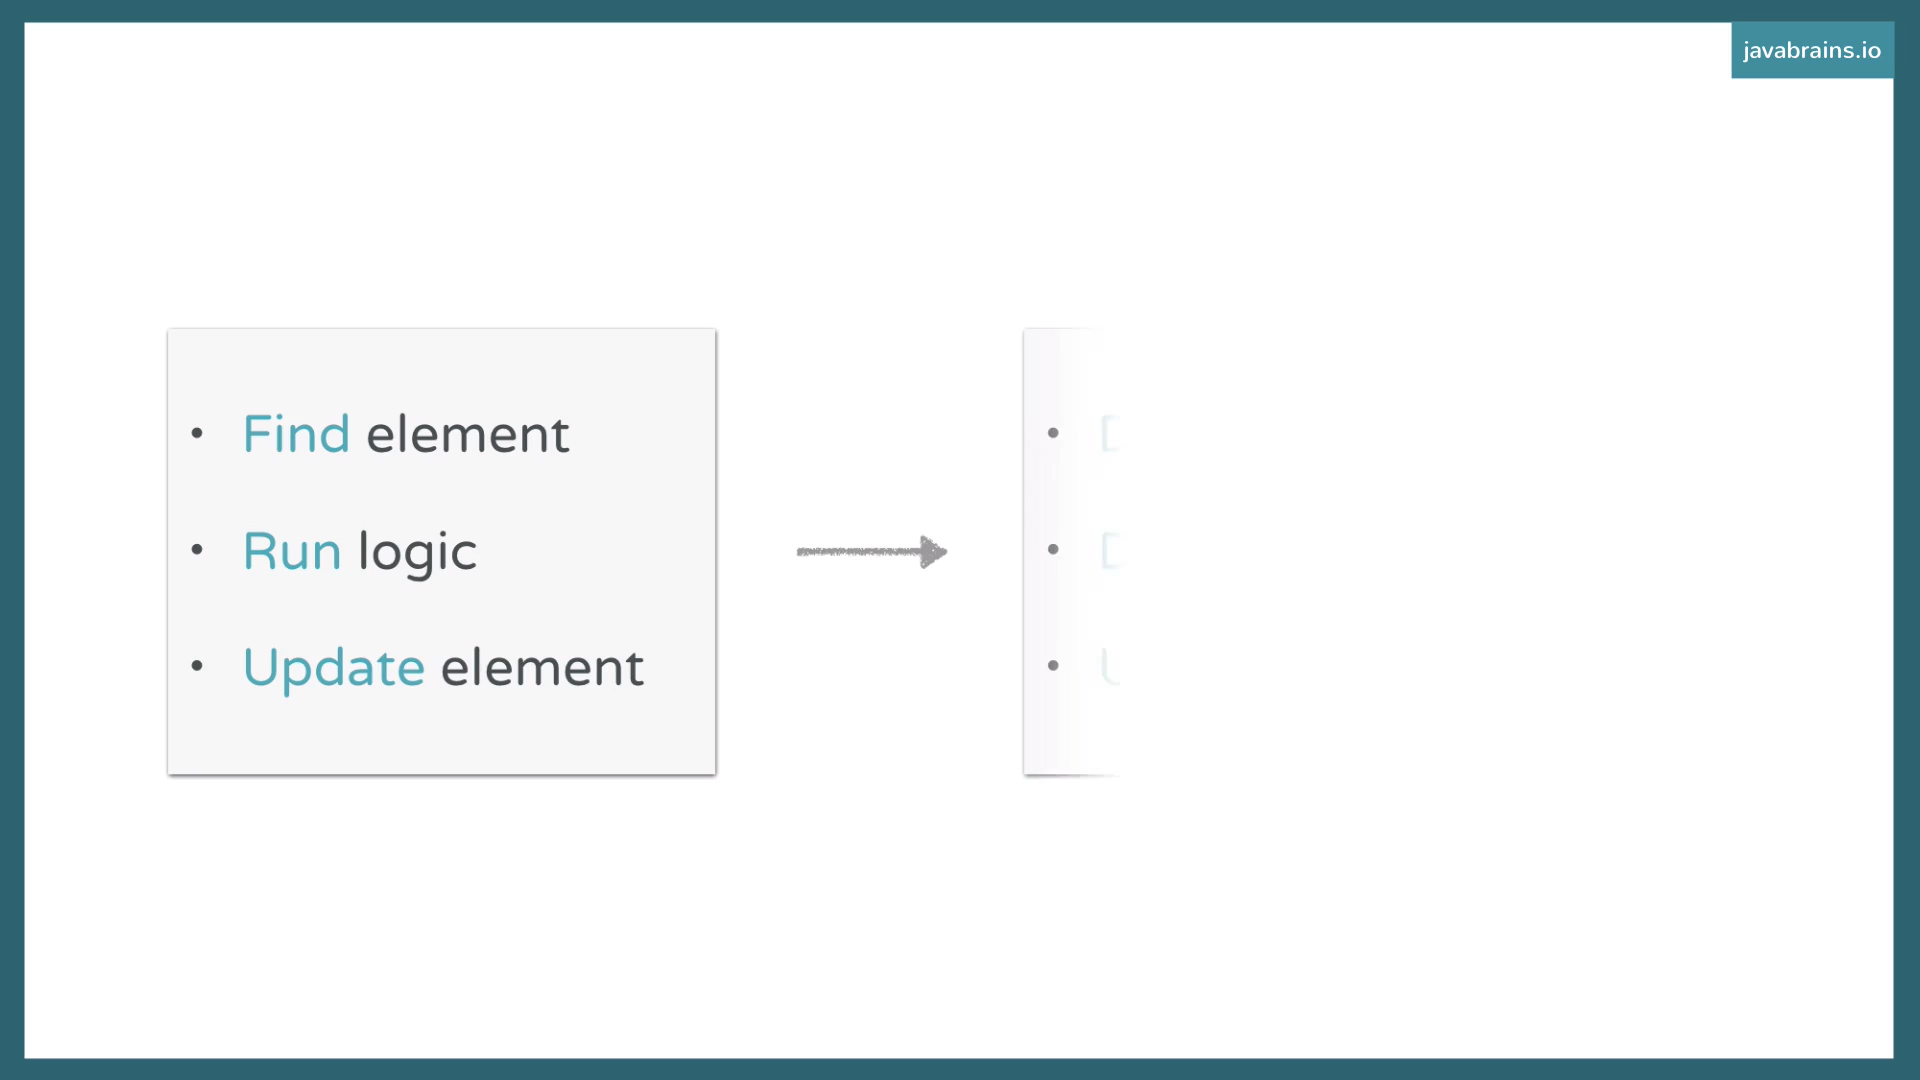 javabrains.io
• Find element
• Run logic
• Update element